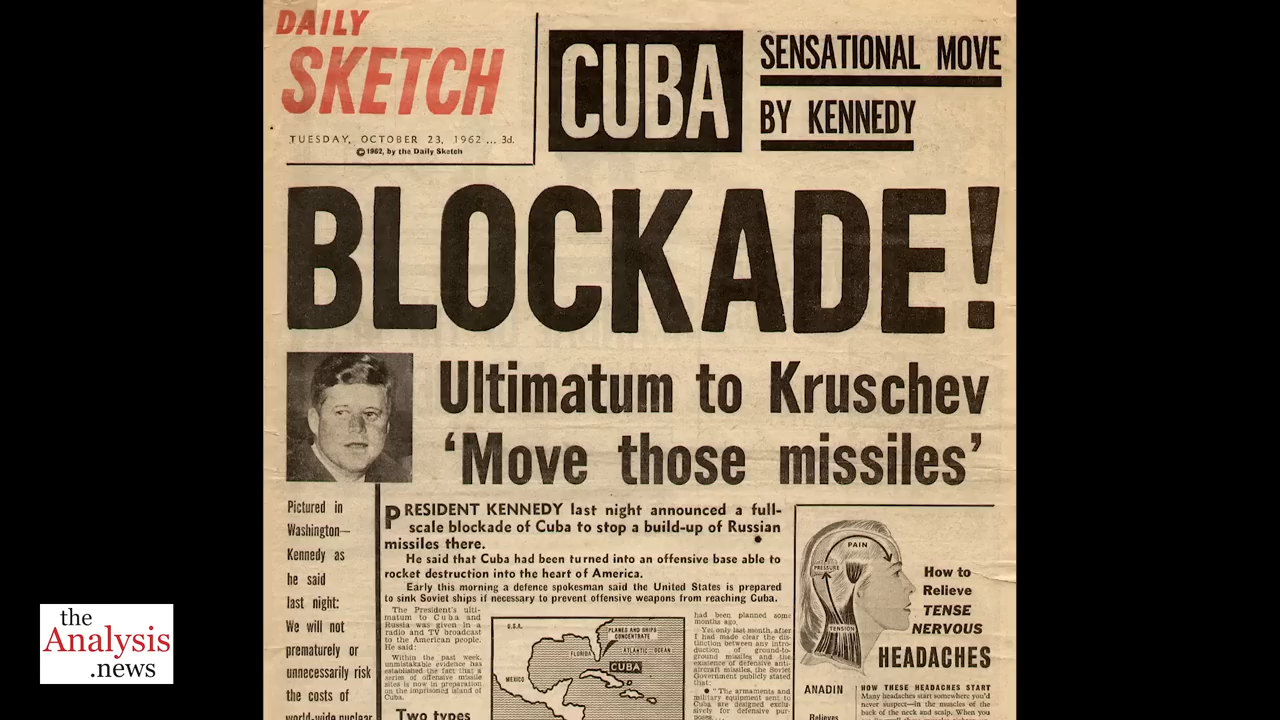 DAILY
SKETCH
TUESDAY, OCTOBER 23, 1962 ... 3d.
©1962, by the Daily Sketch
CUBA
SENSATIONAL MOVE
BY KENNEDY
BLOCKADE!
Ultimatum to Kruschev
‘Move those missiles’
Pictured in
Washington—
Kennedy as
he said
last night:
We will not
prematurely or
unnecessarily risk
the costs of
world-wide nuclear
PRESIDENT KENNEDY last night announced a full-
scale blockade of Cuba to stop a build-up of Russian
missiles there.
He said that Cuba had been turned into an offensive base able to
rocket destruction into the heart of America.
Early this morning a defence spokesman said the United States is prepared
to sink Soviet ships if necessary to prevent offensive weapons from reaching Cuba.
The President's ulti-
matum to Cuba and
Russia was given in a
radio and TV broadcast
to the American people.
He said:
Within the past week,
unmistakable evidence has
established the fact that a
series of offensive missile
sites is now in preparation
on the imprisoned island of
Cuba.
Two types
U.S.A.
PLANES AND SHIPS
CONCENTRATE
FLORIDA
ATLANTIC OCEAN
CUBA
MEXICO
had been planned some
months ago.
Yet only last month, after
I had made clear the dis-
tinction between any intro-
duction of ground-to-
ground missiles and the
existence of defensive anti-
aircraft missiles, the Soviet
Government publicly stated
that:
● "The armaments and
military equipment sent to
Cuba are designed exclu-
sively for defensive pur-
poses
PAIN
PRESSURE
TENSION
How to
Relieve
TENSE
NERVOUS
HEADACHES
ANADIN
Relieves
HOW THESE HEADACHES START
Many headaches start somewhere you'd
never suspect—in the muscles of the
back of the neck and scalp. When you
the
Analysis
.news